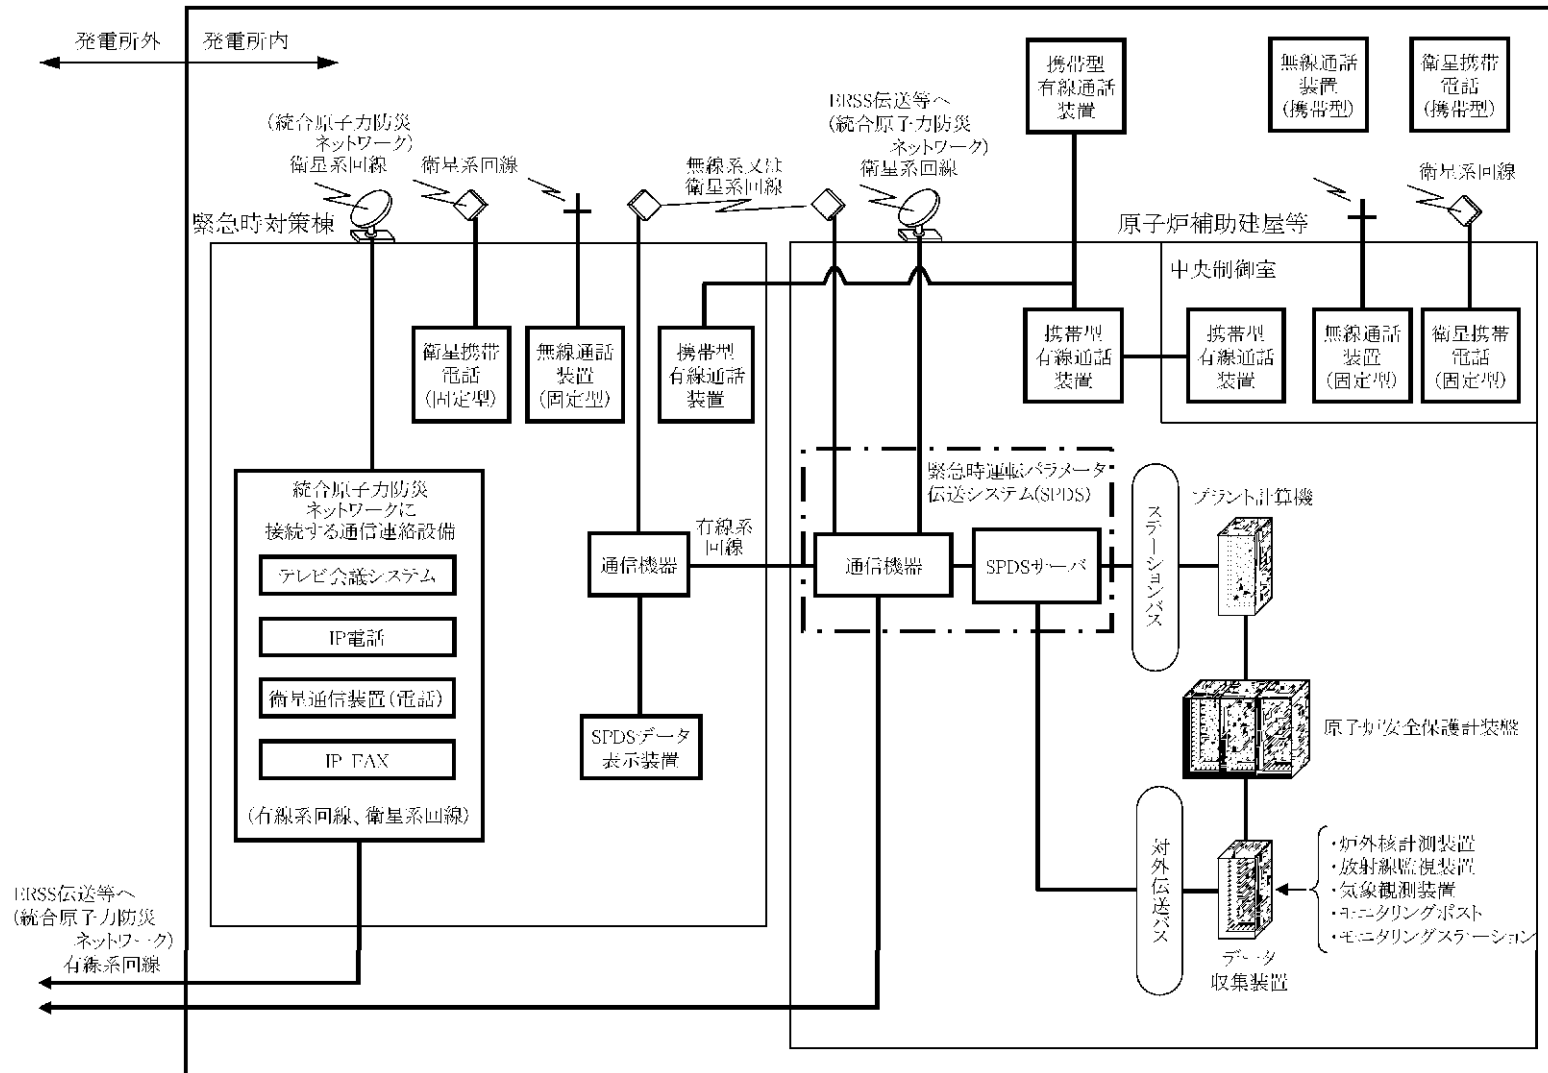 発電所外
発電所内
携帯型
有線通話
装置
無線通話
装置
(携帯型)
衛星携帯
電話
(携帯型)
(統合原子力防災
ネットワーク)
衛星系回線
衛星系回線
無線系又は
衛星系回線
ERSS伝送等へ
(統合原子力防災
ネットワーク)
衛星系回線
衛星系回線
緊急時対策棟
原子炉補助建屋等
中央制御室
衛星携帯
電話
(固定型)
無線通話
装置
(固定型)
携帯型
有線通話
装置
携帯型
有線通話
装置
携帯型
有線通話
装置
無線通話
装置
(固定型)
衛星携帯
電話
(固定型)
統合原子力防災
ネットワークに
接続する通信連絡設備
テレビ会議システム
IP電話
衛星通信装置(電話)
IP-FAX
(有線系回線、衛星系回線)
通信機器
有線系
回線
SPDSデータ
表示装置
緊急時運転パラメータ
伝送システム(SPDS)
通信機器
SPDSサーバ
ステーションバス
プラント計算機
原子炉安全保護計装盤
対外伝送バス
データ
収集装置
・炉外核計測装置
・放射線監視装置
・気象観測装置
・モニタリングポスト
・モニタリングステーション
ERSS伝送等へ
(統合原子力防災
ネットワーク)
有線系回線